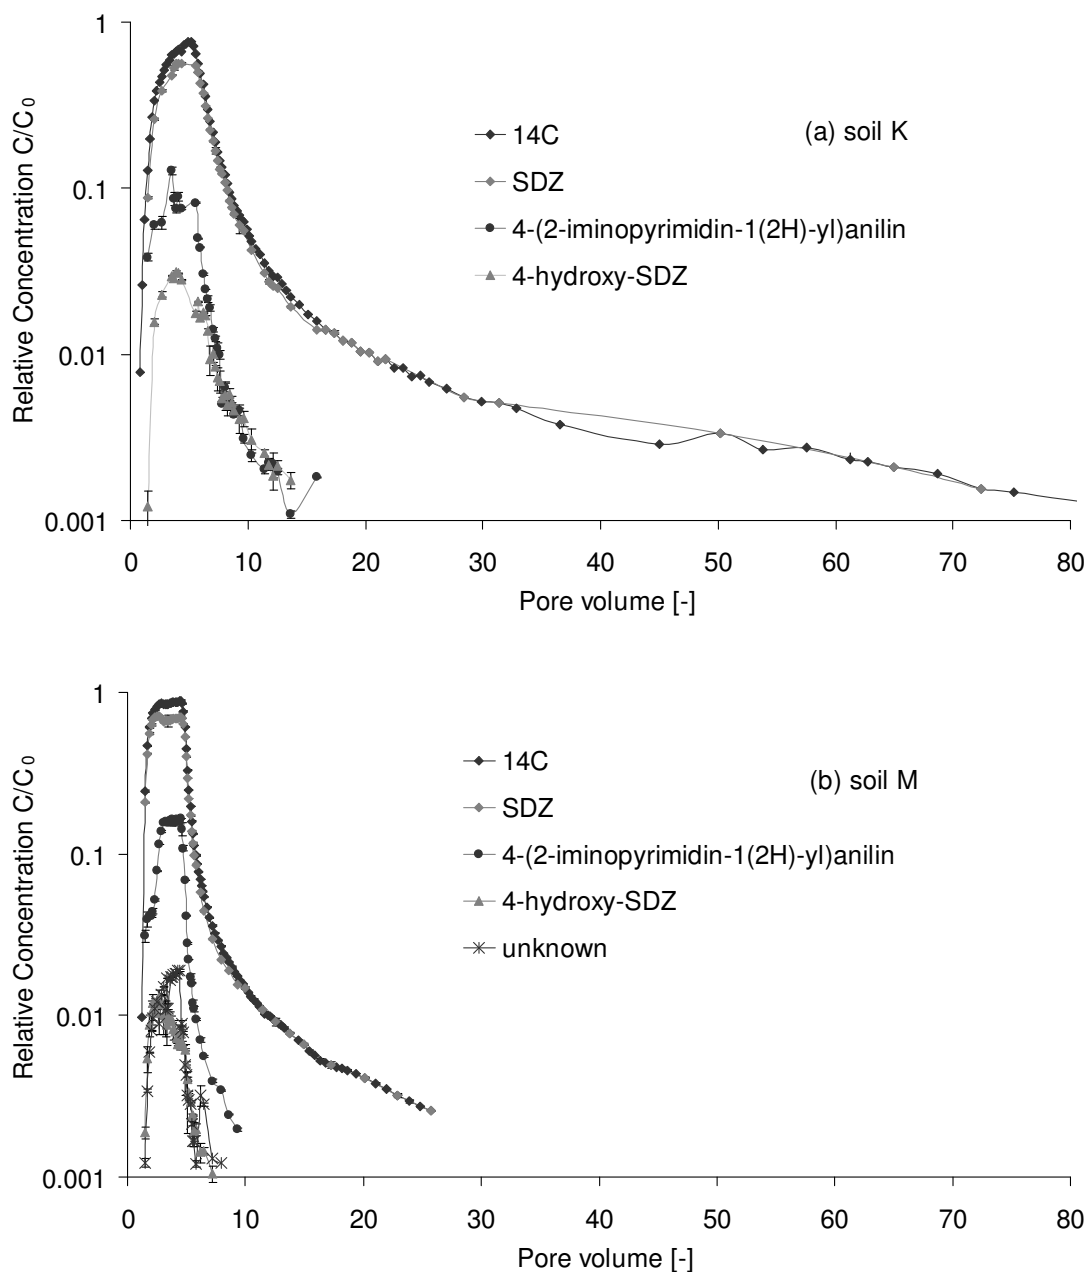 1
0.1
0.01
0.001
Relative Concentration C/C₀
14C
SDZ
4-(2-iminopyrimidin-1(2H)-yl)anilin
4-hydroxy-SDZ
(a) soil K
0 10 20 30 40 50 60 70 80
Pore volume [-]
1
0.1
0.01
0.001
Relative Concentration C/C₀
14C
SDZ
4-(2-iminopyrimidin-1(2H)-yl)anilin
4-hydroxy-SDZ
unknown
(b) soil M
0 10 20 30 40 50 60 70 80
Pore volume [-]